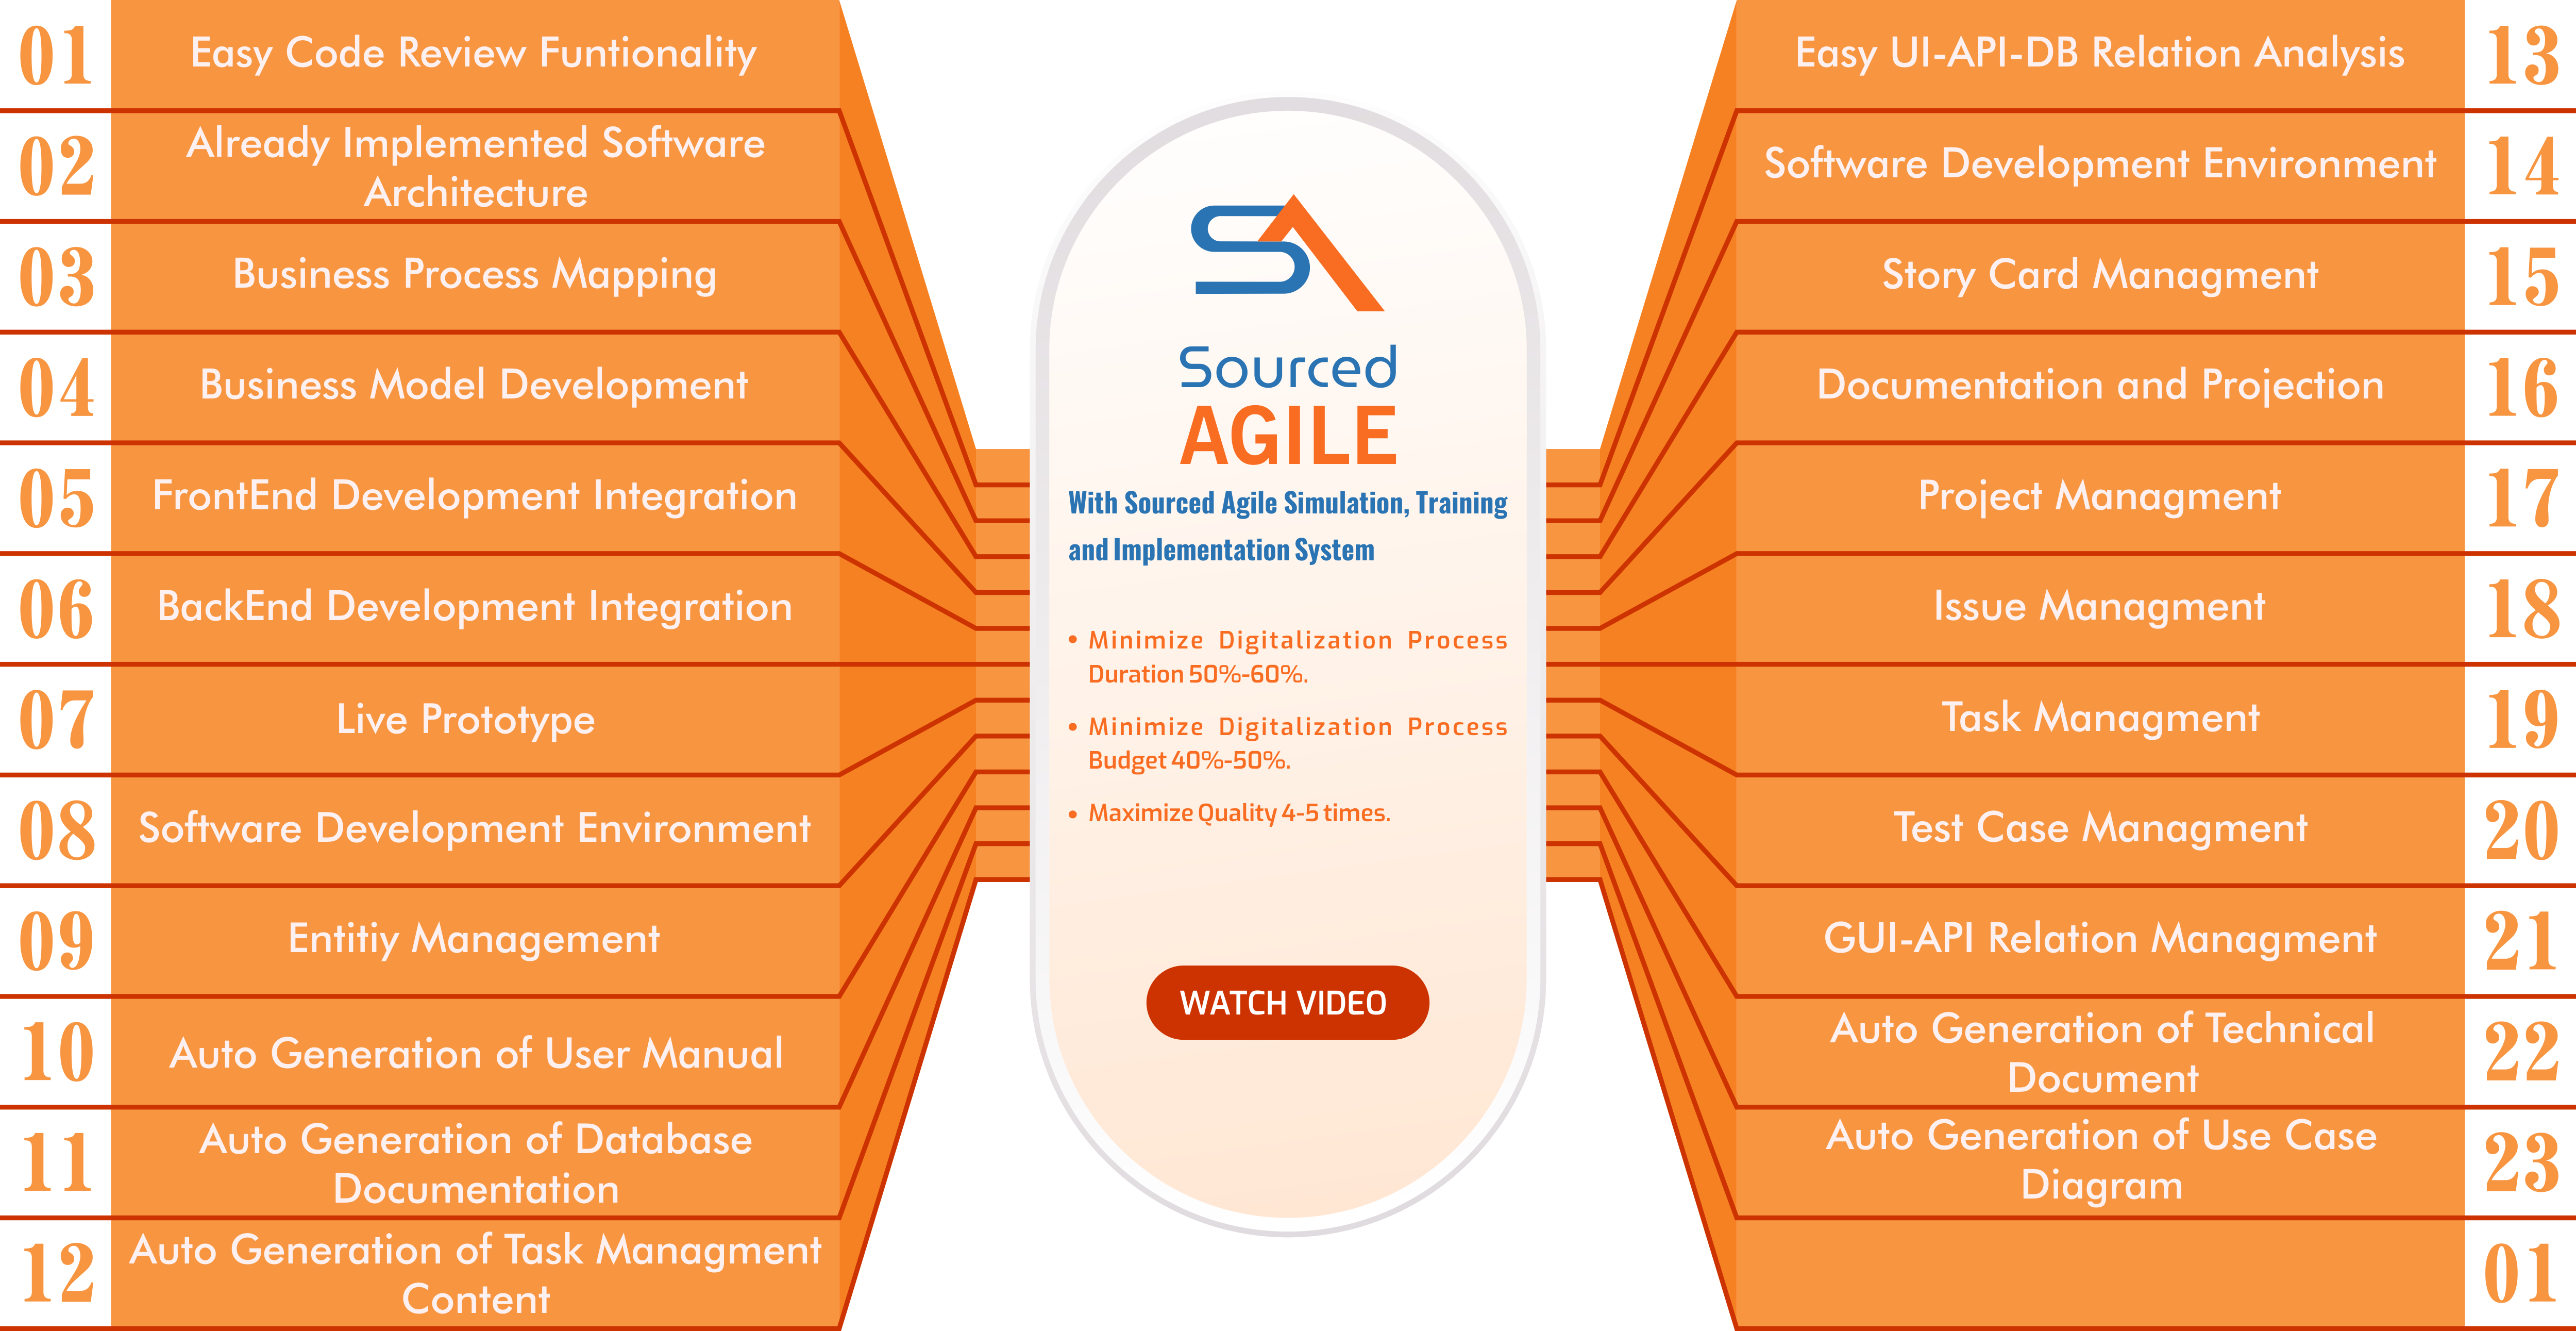 01
Easy Code Review Funtionality
02
Already Implemented Software
Architecture
03
Business Process Mapping
04
Business Model Development
05
FrontEnd Development Integration
06
BackEnd Development Integration
07
Live Prototype
08
Software Development Environment
09
Entitiy Management
10
Auto Generation of User Manual
11
Auto Generation of Database
Documentation
12
Auto Generation of Task Managment
Content
SA
Sourced
AGILE
With Sourced Agile Simulation, Training
and Implementation System
• Minimize Digitalization Process
Duration 50%-60%.
• Minimize Digitalization Process
Budget 40%-50%.
• Maximize Quality 4-5 times.
WATCH VIDEO
Easy UI-API-DB Relation Analysis
13
Software Development Environment
14
Story Card Managment
15
Documentation and Projection
16
Project Managment
17
Issue Managment
18
Task Managment
19
Test Case Managment
20
GUI-API Relation Managment
21
Auto Generation of Technical
Document
22
Auto Generation of Use Case
Diagram
23
01